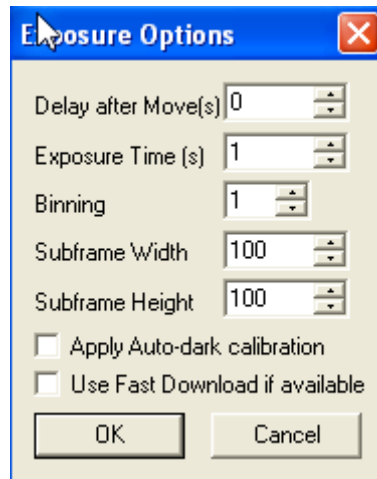 Exposure Options
Delay after Move(s) 0
Exposure Time (s) 1
Binning 1
Subframe Width 100
Subframe Height 100
Apply Auto-dark calibration
Use Fast Download if available
OK Cancel